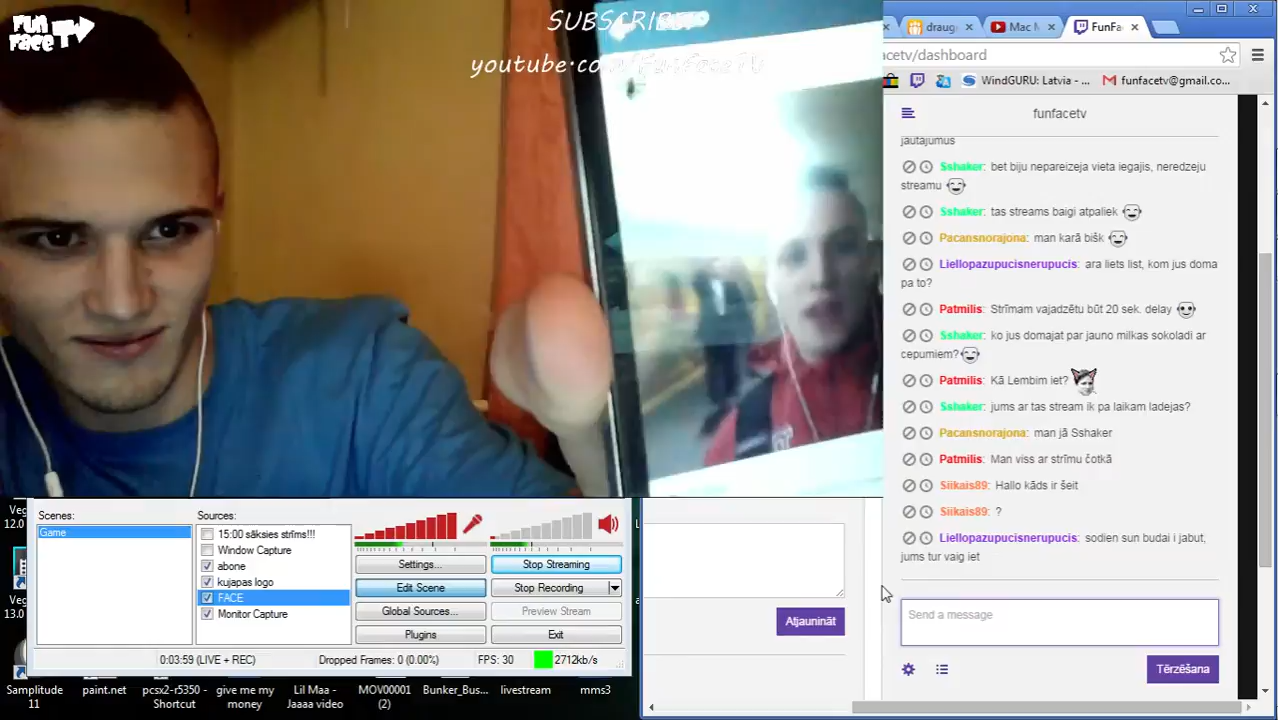 fun
face TV
SUBSCRIBE!
youtube.com/FunFaceTV
draug
Mac M
FunFa
cetv/dashboard
WindGURU: Latvia - ...
funfacetv@gmail.co...
funfacetv
jautajumus
Sshaker: bet biju nepareizeja vieta iegajis, neredzeju
streamu
Sshaker: tas streams baigi atpaliek
Pacansnorajona: man karā bišk
Liellopazupucisnerupucis: ara liets list, kom jus doma
pa to?
Patmilis: Strīmam vajadzētu būt 20 sek. delay
Sshaker: ko jus domajat par jauno milkas sokoladi ar
cepumiem?
Patmilis: Kā Lembim iet?
Sshaker: jums ar tas stream ik pa laikam ladejas?
Pacansnorajona: man jā Sshaker
Patmilis: Man viss ar strīmu čotkā
Siikais89: Hallo kāds ir šeit
Siikais89: ?
Liellopazupucisnerupucis: sodien sun budai i jabut,
jums tur vaig iet
Send a message
Tērzēšana
Atjaunināt
Scenes:
Game
Sources:
15:00 sāksies strīms!!!
Window Capture
abone
kujapas logo
FACE
Monitor Capture
Settings...
Stop Streaming
Edit Scene
Stop Recording
Global Sources...
Preview Stream
Plugins
Exit
0:03:59 (LIVE + REC)
Dropped Frames: 0 (0.00%)
FPS: 30
2712kb/s
Veg
12.0
Veg
13.0
Samplitude
11
paint.net
pcsx2-r5350 -
Shortcut
give me my
money
Lil Maa -
Jaaaa video
MOV00001
(2)
Bunker_Bus...
livestream
mms3